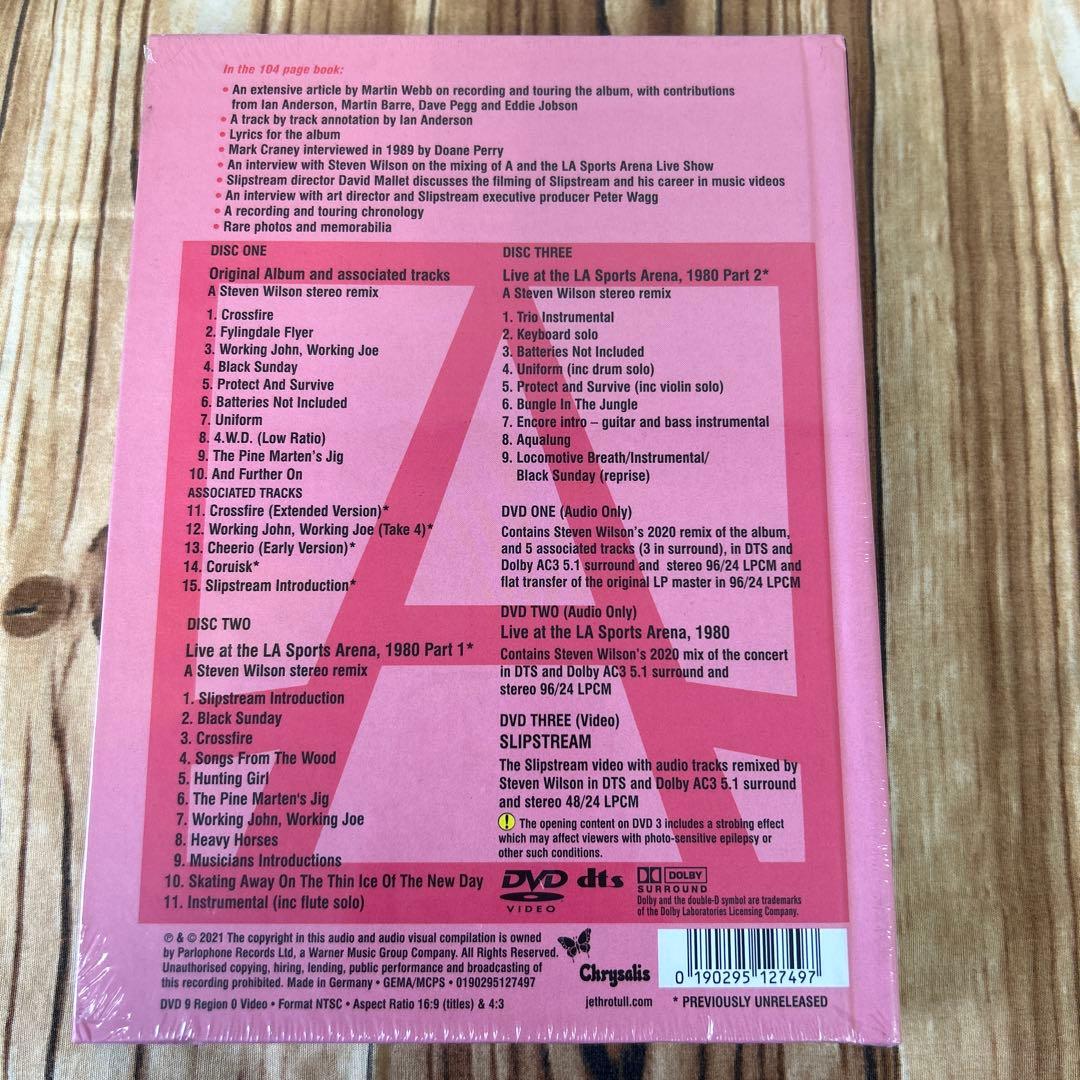 In the 104 page book:
• An extensive article by Martin Webb on recording and touring the album, with contributions
from Ian Anderson, Martin Barre, Dave Pegg and Eddie Jobson
• A track by track annotation by Ian Anderson
• Lyrics for the album
• Mark Craney interviewed in 1989 by Doane Perry
• An interview with Steven Wilson on the mixing of A and the LA Sports Arena Live Show
• Slipstream director David Mallet discusses the filming of Slipstream and his career in music videos
• An interview with art director and Slipstream executive producer Peter Wagg
• A recording and touring chronology
• Rare photos and memorabilia
DISC ONE
Original Album and associated tracks
A Steven Wilson stereo remix
1. Crossfire
2. Fylingdale Flyer
3. Working John, Working Joe
4. Black Sunday
5. Protect And Survive
6. Batteries Not Included
7. Uniform
8. 4.W.D. (Low Ratio)
9. The Pine Marten's Jig
10. And Further On
ASSOCIATED TRACKS
11. Crossfire (Extended Version)*
12. Working John, Working Joe (Take 4)*
13. Cheerio (Early Version)*
14. Coruisk*
15. Slipstream Introduction*
DISC TWO
Live at the LA Sports Arena, 1980 Part 1*
A Steven Wilson stereo remix
1. Slipstream Introduction
2. Black Sunday
3. Crossfire
4. Songs From The Wood
5. Hunting Girl
6. The Pine Marten's Jig
7. Working John, Working Joe
8. Heavy Horses
9. Musicians Introductions
10. Skating Away On The Thin Ice Of The New Day
11. Instrumental (inc flute solo)
DISC THREE
Live at the LA Sports Arena, 1980 Part 2*
A Steven Wilson stereo remix
1. Trio Instrumental
2. Keyboard solo
3. Batteries Not Included
4. Uniform (inc drum solo)
5. Protect and Survive (inc violin solo)
6. Bungle In The Jungle
7. Encore intro – guitar and bass instrumental
8. Aqualung
9. Locomotive Breath/Instrumental/
Black Sunday (reprise)
DVD ONE (Audio Only)
Contains Steven Wilson's 2020 remix of the album,
and 5 associated tracks (3 in surround), in DTS and
Dolby AC3 5.1 surround and stereo 96/24 LPCM and
flat transfer of the original LP master in 96/24 LPCM
DVD TWO (Audio Only)
Live at the LA Sports Arena, 1980
Contains Steven Wilson's 2020 mix of the concert
in DTS and Dolby AC3 5.1 surround and
stereo 96/24 LPCM
DVD THREE (Video)
SLIPSTREAM
The Slipstream video with audio tracks remixed by
Steven Wilson in DTS and Dolby AC3 5.1 surround
and stereo 48/24 LPCM
! The opening content on DVD 3 includes a strobing effect
which may affect viewers with photo-sensitive epilepsy or
other such conditions.
DVD VIDEO
dts
DOLBY SURROUND
Dolby and the double-D symbol are trademarks
of the Dolby Laboratories Licensing Company.
℗ & © 2021 The copyright in this audio and audio visual compilation is owned
by Parlophone Records Ltd, a Warner Music Group Company. All Rights Reserved.
Unauthorised copying, hiring, lending, public performance and broadcasting of
this recording prohibited. Made in Germany • GEMA/MCPS • 0190295127497
DVD 9 Region 0 Video • Format NTSC • Aspect Ratio 16:9 (titles) & 4:3
Chrysalis
jethrotull.com
0 190295 127497
* PREVIOUSLY UNRELEASED